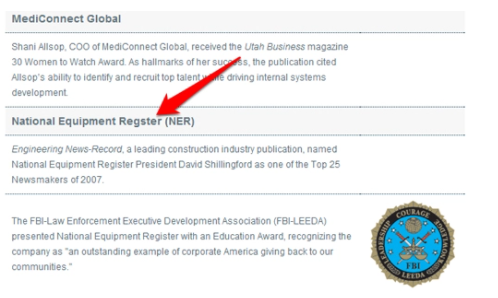 MediConnect Global
Shani Allsop, COO of MediConnect Global, received the Utah Business magazine
30 Women to Watch Award. As hallmarks of her success, the publication cited
Allsop's ability to identify and recruit top talent while driving internal systems
development.
National Equipment Regster (NER)
Engineering News-Record, a leading construction industry publication, named
National Equipment Register President David Shillingford as one of the Top 25
Newsmakers of 2007.
The FBI-Law Enforcement Executive Development Association (FBI-LEEDA)
presented National Equipment Register with an Education Award, recognizing the
company as "an outstanding example of corporate America giving back to our
communities."
LEADERSHIP COURAGE KNOWLEDGE
FBI
LEEDA